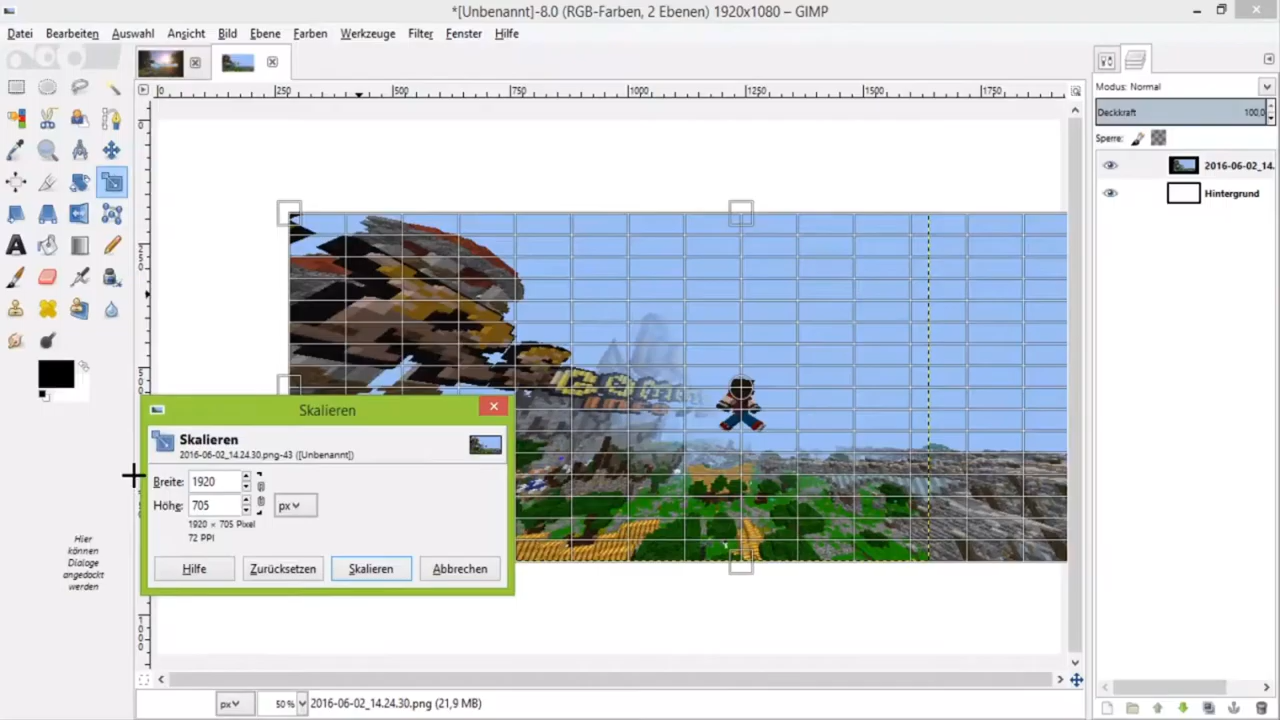 *[Unbenannt]-8.0 (RGB-Farben, 2 Ebenen) 1920x1080 – GIMP
Datei Bearbeiten Auswahl Ansicht Bild Ebene Farben Werkzeuge Filter Fenster Hilfe
0 250 500 750 1000 1250 1500 1750
Modus: Normal
Deckkraft 100,0
Sperre:
2016-06-02_14.
Hintergrund
Skalieren
Skalieren
2016-06-02_14.24.30.png-43 ([Unbenannt])
Breite: 1920
Höhe: 705 px
1920 × 705 Pixel
72 PPI
Hilfe Zurücksetzen Skalieren Abbrechen
Hier
können
Dialoge
angedockt
werden
px 50 % 2016-06-02_14.24.30.png (21,9 MB)